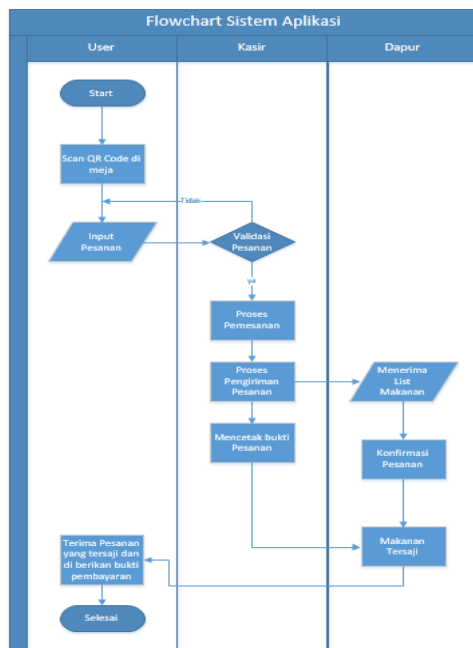 Flowchart Sistem Aplikasi
User
Kasir
Dapur
Start
Scan QR Code di
meja
Tidak
Input
Pesanan
Validasi
Pesanan
ya
Proses
Pemesanan
Proses
Pengiriman
Pesanan
Menerima
List
Makanan
Mencetak bukti
Pesanan
Konfirmasi
Pesanan
Makanan
Tersaji
Terima Pesanan
yang tersaji dan
di berikan bukti
pembayaran
Selesai